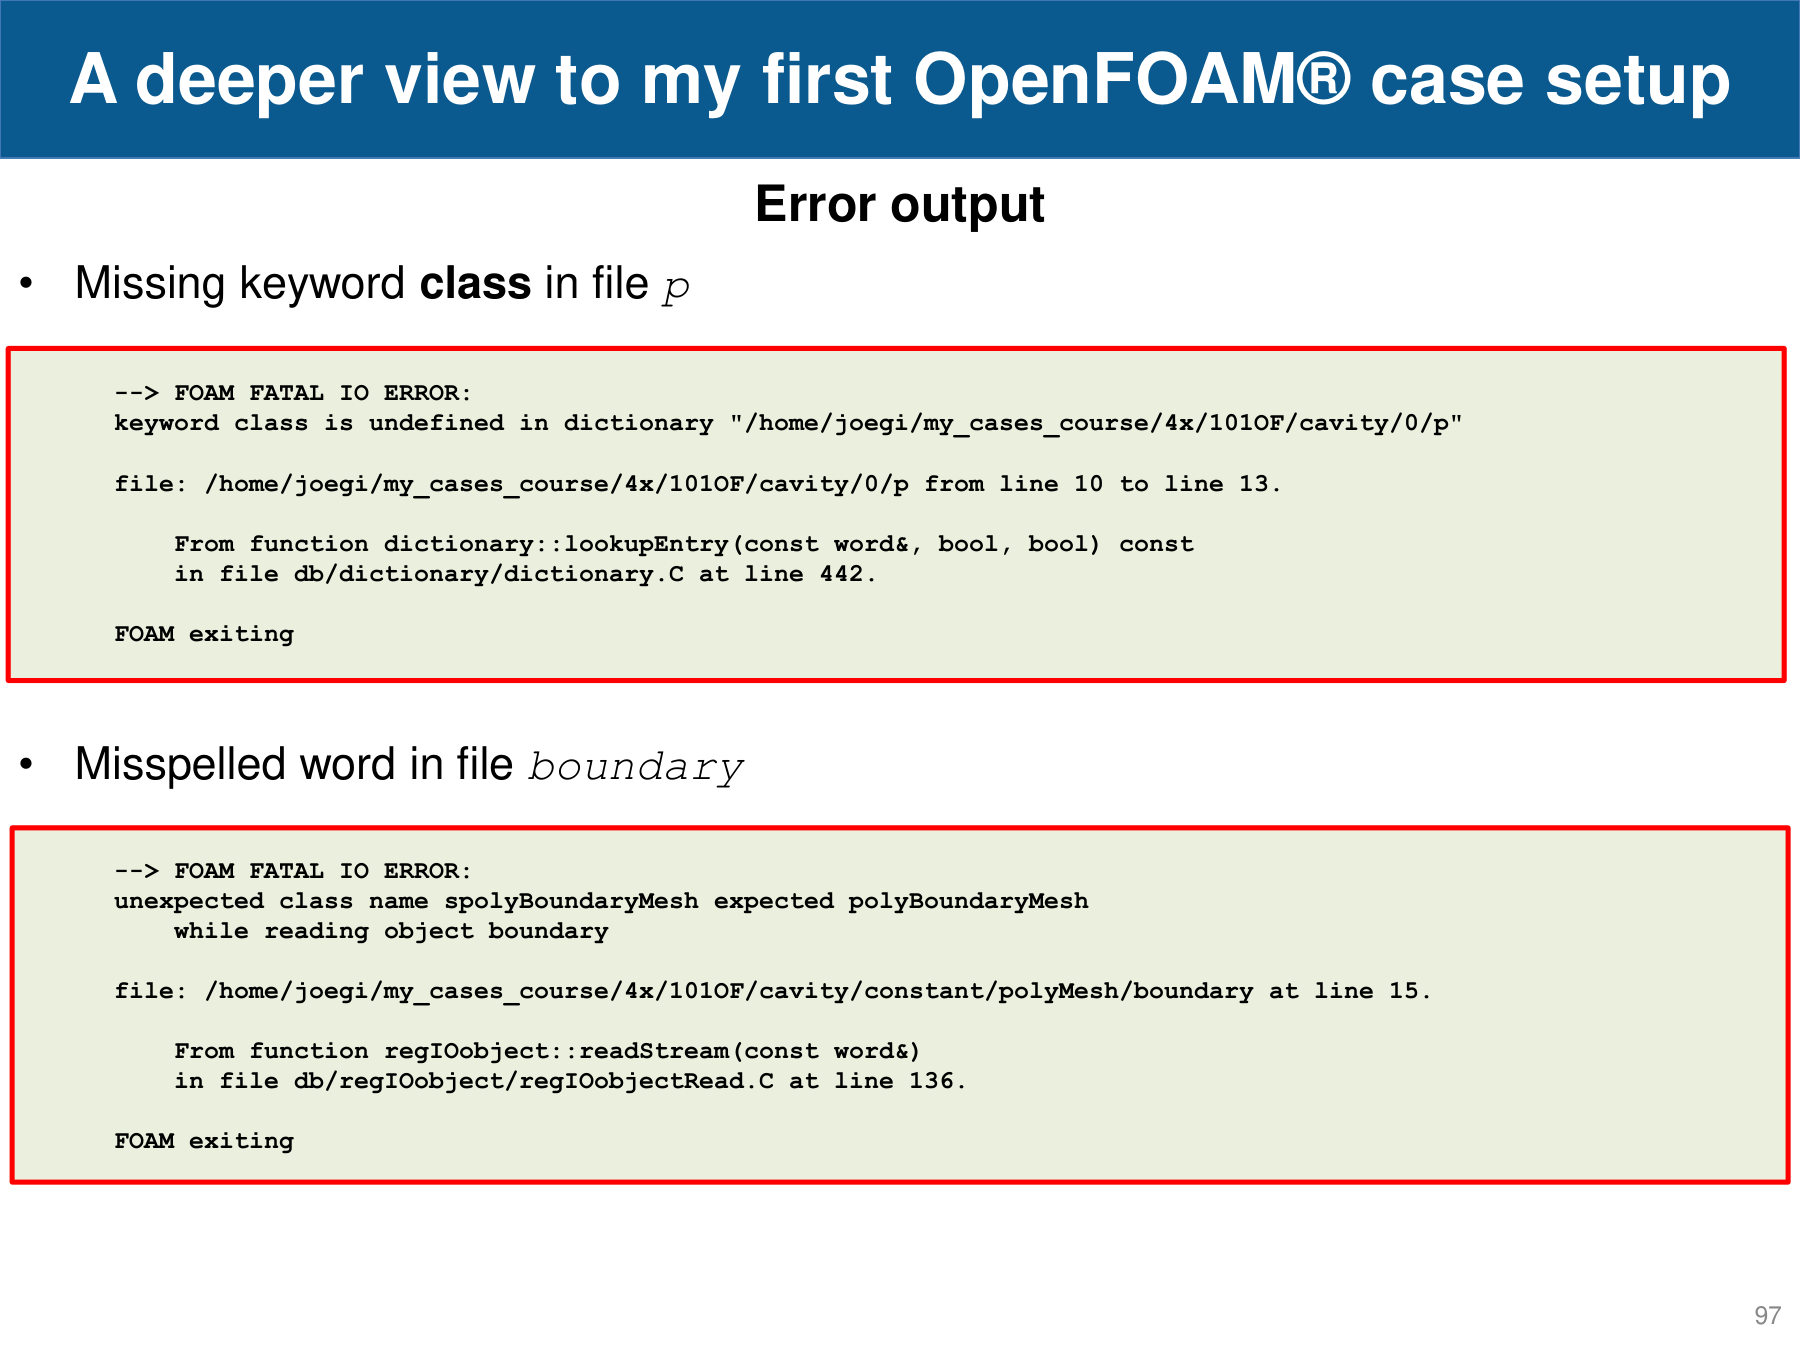 A deeper view to my first OpenFOAM® case setup
Error output
• Missing keyword class in file p
--> FOAM FATAL IO ERROR:
keyword class is undefined in dictionary "/home/joegi/my_cases_course/4x/101OF/cavity/0/p"
file: /home/joegi/my_cases_course/4x/101OF/cavity/0/p from line 10 to line 13.
From function dictionary::lookupEntry(const word&, bool, bool) const
in file db/dictionary/dictionary.C at line 442.
FOAM exiting
• Misspelled word in file boundary
--> FOAM FATAL IO ERROR:
unexpected class name spolyBoundaryMesh expected polyBoundaryMesh
while reading object boundary
file: /home/joegi/my_cases_course/4x/101OF/cavity/constant/polyMesh/boundary at line 15.
From function regIOobject::readStream(const word&)
in file db/regIOobject/regIOobjectRead.C at line 136.
FOAM exiting
97